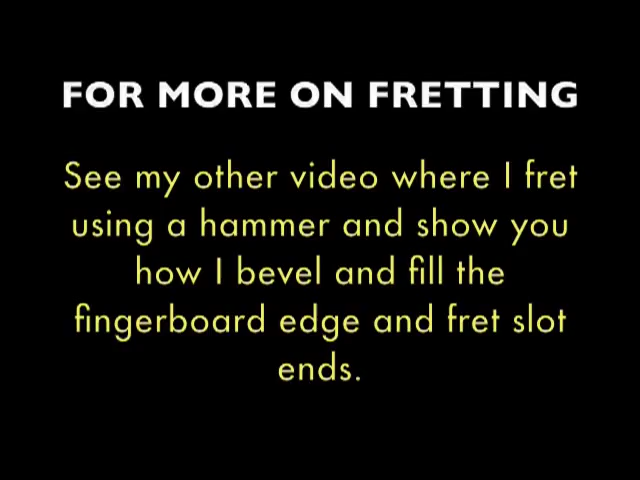 FOR MORE ON FRETTING
See my other video where I fret
using a hammer and show you
how I bevel and fill the
fingerboard edge and fret slot
ends.